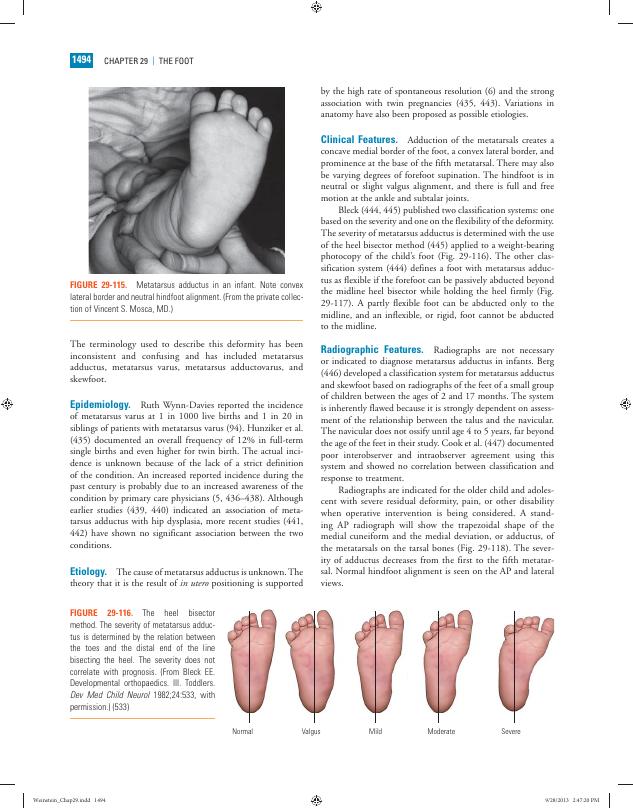 1494 CHAPTER 29 | THE FOOT
FIGURE 29-115. Metatarsus adductus in an infant. Note convex
lateral border and neutral hindfoot alignment. (From the private collec-
tion of Vincent S. Mosca, MD.)
The terminology used to describe this deformity has been
inconsistent and confusing and has included metatarsus
adductus, metatarsus varus, metatarsus adductovarus, and
skewfoot.
Epidemiology. Ruth Wynn-Davies reported the incidence
of metatarsus varus at 1 in 1000 live births and 1 in 20 in
siblings of patients with metatarsus varus (94). Hunziker et al.
(435) documented an overall frequency of 12% in full-term
single births and even higher for twin birth. The actual inci-
dence is unknown because of the lack of a strict definition
of the condition. An increased reported incidence during the
past century is probably due to an increased awareness of the
condition by primary care physicians (5, 436–438). Although
earlier studies (439, 440) indicated an association of meta-
tarsus adductus with hip dysplasia, more recent studies (441,
442) have shown no significant association between the two
conditions.
Etiology. The cause of metatarsus adductus is unknown. The
theory that it is the result of in utero positioning is supported
by the high rate of spontaneous resolution (6) and the strong
association with twin pregnancies (435, 443). Variations in
anatomy have also been proposed as possible etiologies.
Clinical Features. Adduction of the metatarsals creates a
concave medial border of the foot, a convex lateral border, and
prominence at the base of the fifth metatarsal. There may also
be varying degrees of forefoot supination. The hindfoot is in
neutral or slight valgus alignment, and there is full and free
motion at the ankle and subtalar joints.
Bleck (444, 445) published two classification systems: one
based on the severity and one on the flexibility of the deformity.
The severity of metatarsus adductus is determined with the use
of the heel bisector method (445) applied to a weight-bearing
photocopy of the child's foot (Fig. 29-116). The other clas-
sification system (444) defines a foot with metatarsus adduc-
tus as flexible if the forefoot can be passively abducted beyond
the midline heel bisector while holding the heel firmly (Fig.
29-117). A partly flexible foot can be abducted only to the
midline, and an inflexible, or rigid, foot cannot be abducted
to the midline.
Radiographic Features. Radiographs are not necessary
or indicated to diagnose metatarsus adductus in infants. Berg
(446) developed a classification system for metatarsus adductus
and skewfoot based on radiographs of the feet of a small group
of children between the ages of 2 and 17 months. The system
is inherently flawed because it is strongly dependent on assess-
ment of the relationship between the talus and the navicular.
The navicular does not ossify until age 4 to 5 years, far beyond
the age of the feet in their study. Cook et al. (447) documented
poor interobserver and intraobserver agreement using this
system and showed no correlation between classification and
response to treatment.
Radiographs are indicated for the older child and adoles-
cent with severe residual deformity, pain, or other disability
when operative intervention is being considered. A stand-
ing AP radiograph will show the trapezoidal shape of the
medial cuneiform and the medial deviation, or adductus, of
the metatarsals on the tarsal bones (Fig. 29-118). The sever-
ity of adductus decreases from the first to the fifth metatar-
sal. Normal hindfoot alignment is seen on the AP and lateral
views.
FIGURE 29-116. The heel bisector
method. The severity of metatarsus adduc-
tus is determined by the relation between
the toes and the distal end of the line
bisecting the heel. The severity does not
correlate with prognosis. (From Bleck EE.
Developmental orthopaedics. III. Toddlers.
Dev Med Child Neurol 1982;24:533, with
permission.) (533)
Normal Valgus Mild Moderate Severe
Weinstein_Chap29.indd 1494 9/28/2013 2:47:20 PM